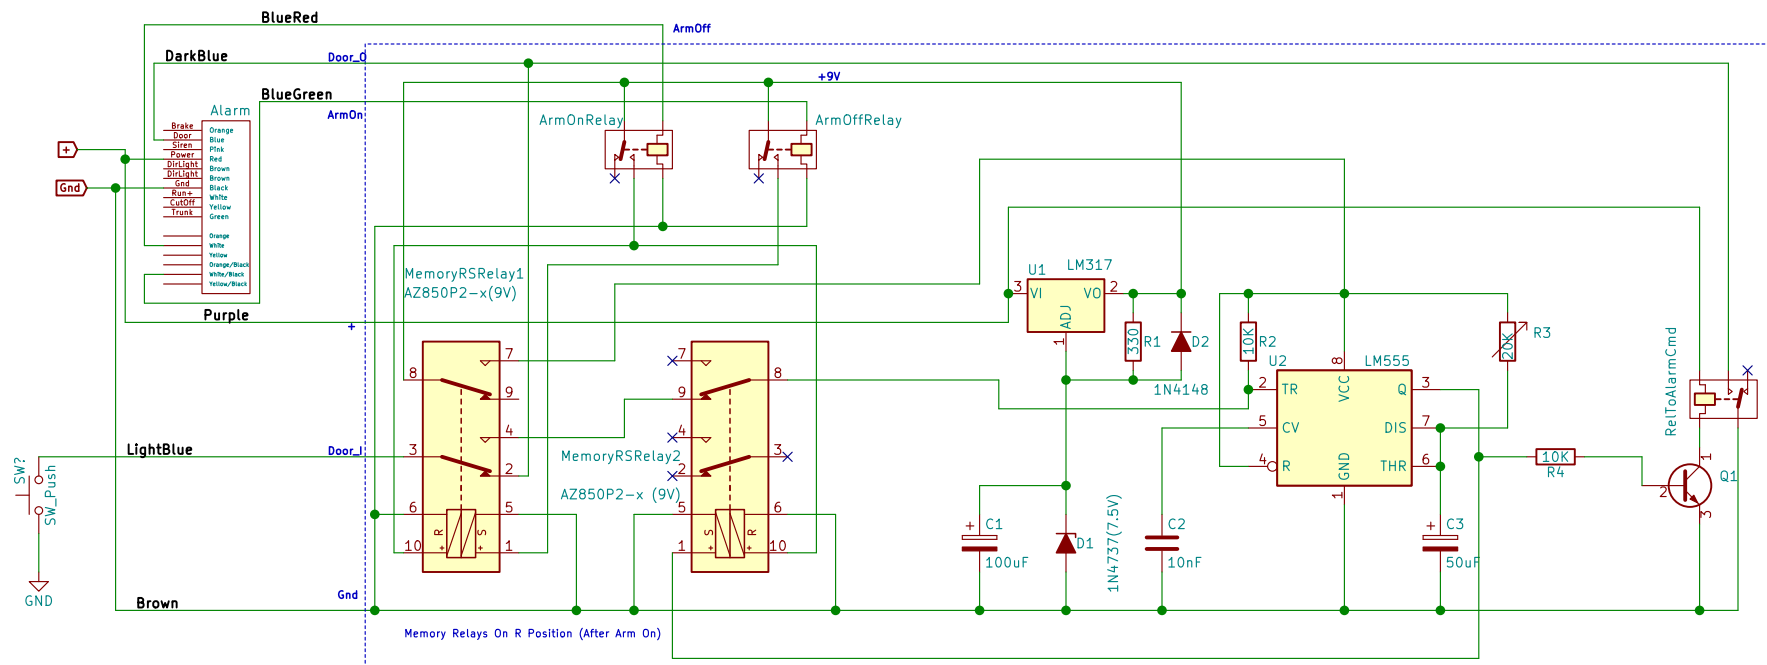 BlueRed
ArmOff
DarkBlue
Door_O
+9V
BlueGreen
ArmOn
Alarm
ArmOnRelay
ArmOffRelay
Brake
Orange
Door
Blue
Siren
Pink
+
Power
Red
DirLight
Brown
DirLight
Brown
Gnd
Gnd
Black
Run+
White
CutOff
Yellow
Trunk
Green
Orange
White
Yellow
Orange/Black
White/Black
Yellow/Black
MemoryRSRelay1
AZ850P2-x(9V)
U1
LM317
3
VI
VO
2
ADJ
1
Purple
+
330
R1
D2
1N4148
10K
R2
20K
R3
U2
LM555
8
VCC
2
TR
Q
3
5
CV
DIS
7
4
R
THR
6
GND
1
RelToAlarmCmd
7
8
9
4
3
2
6
5
R
S
10
+
+
1
7
8
9
4
3
2
5
6
S
R
1
+
+
10
LightBlue
Door_I
MemoryRSRelay2
AZ850P2-x (9V)
SW?
SW_Push
GND
10K
R4
1
2
3
Q1
+
C1
100uF
D1
1N4737(7.5V)
C2
10nF
+
C3
50uF
Gnd
Brown
Memory Relays On R Position (After Arm On)